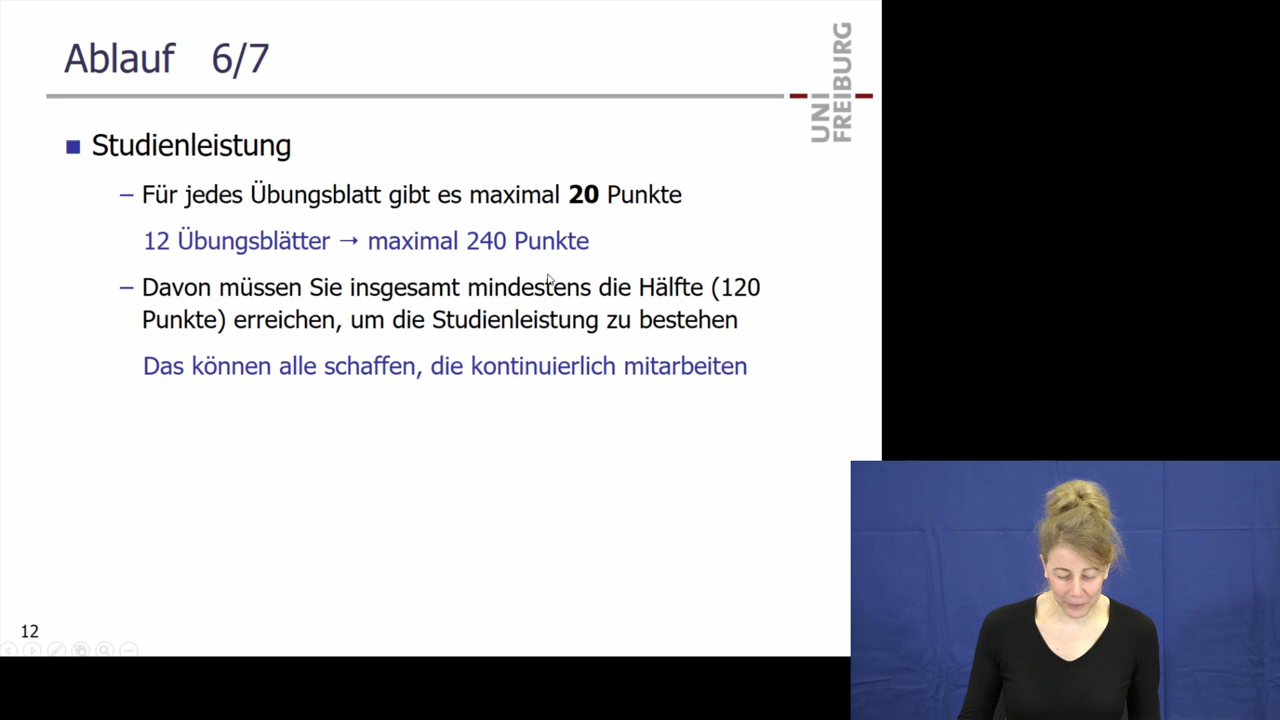 Ablauf 6/7
UNI
FREIBURG
Studienleistung
– Für jedes Übungsblatt gibt es maximal 20 Punkte
12 Übungsblätter → maximal 240 Punkte
– Davon müssen Sie insgesamt mindestens die Hälfte (120
Punkte) erreichen, um die Studienleistung zu bestehen
Das können alle schaffen, die kontinuierlich mitarbeiten
12